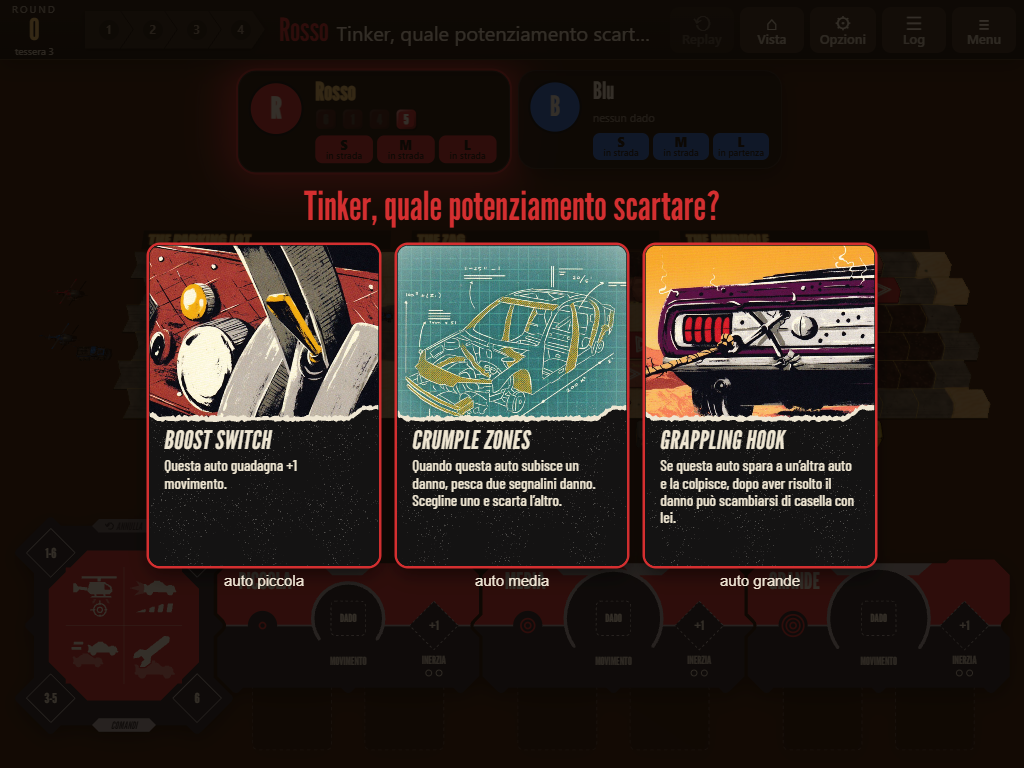 ROUND
0
tessera 3
1
2
3
4
Rosso Tinker, quale potenziamento scart...
Replay
Vista
Opzioni
Log
Menu
R
Rosso
5
S
in strada
M
in strada
L
in strada
B
Blu
nessun dado
S
in strada
M
in strada
L
in partenza
Tinker, quale potenziamento scartare?
BOOST SWITCH
Questa auto guadagna +1
movimento.
auto piccola
CRUMPLE ZONES
Quando questa auto subisce un
danno, pesca due segnalini danno.
Scegline uno e scarta l'altro.
auto media
GRAPPLING HOOK
Se questa auto spara a un'altra auto
e la colpisce, dopo aver risolto il
danno può scambiarsi di casella con
lei.
auto grande
1-6
3-5
6
COMANDI
DADO
MOVIMENTO
+1
INERZIA
DADO
MOVIMENTO
+1
INERZIA
GRANDE
DADO
MOVIMENTO
+1
INERZIA